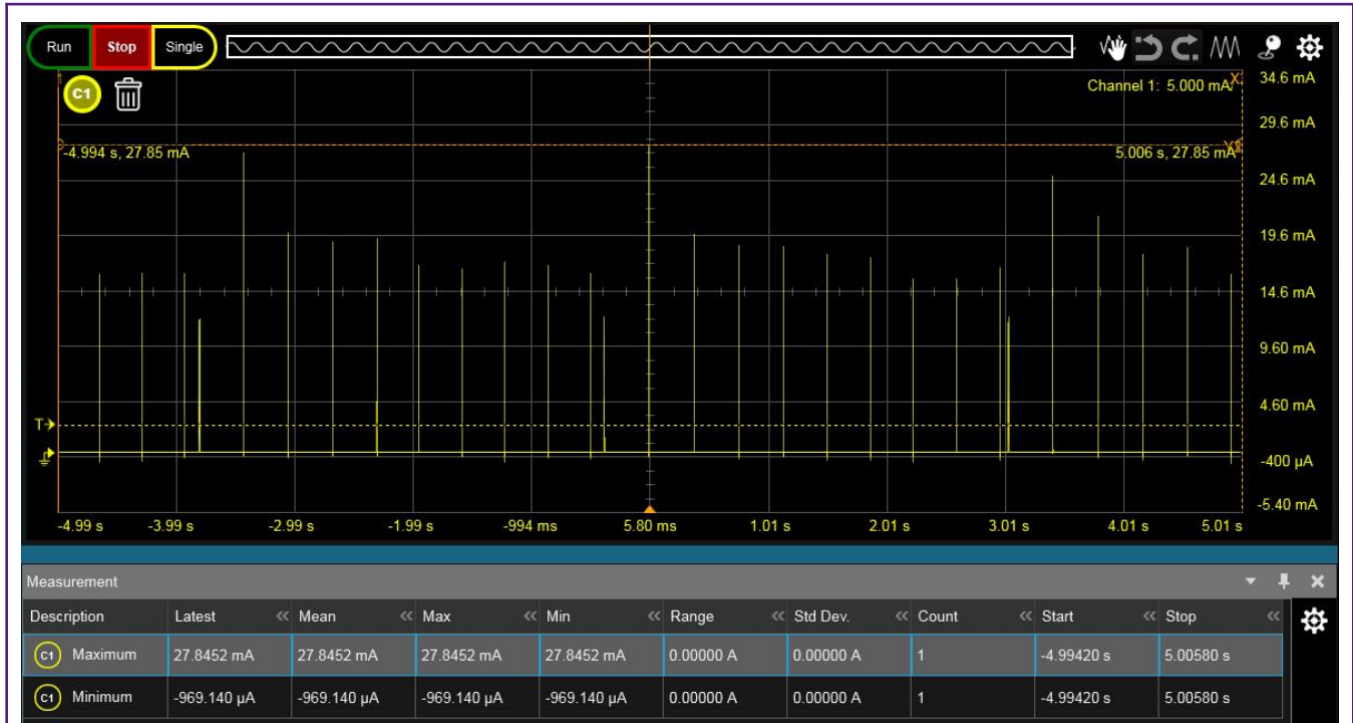 Run Stop Single
C1
Channel 1: 5.000 mA
X
34.6 mA
29.6 mA
-4.994 s, 27.85 mA
5.006 s, 27.85 mA
24.6 mA
19.6 mA
14.6 mA
9.60 mA
4.60 mA
T
-400 µA
-5.40 mA
-4.99 s -3.99 s -2.99 s -1.99 s -994 ms 5.80 ms 1.01 s 2.01 s 3.01 s 4.01 s 5.01 s
Measurement
Description Latest << Mean << Max << Min << Range << Std Dev. << Count << Start << Stop <<
C1 Maximum 27.8452 mA 27.8452 mA 27.8452 mA 27.8452 mA 0.00000 A 0.00000 A 1 -4.99420 s 5.00580 s
C1 Minimum -969.140 µA -969.140 µA -969.140 µA -969.140 µA 0.00000 A 0.00000 A 1 -4.99420 s 5.00580 s